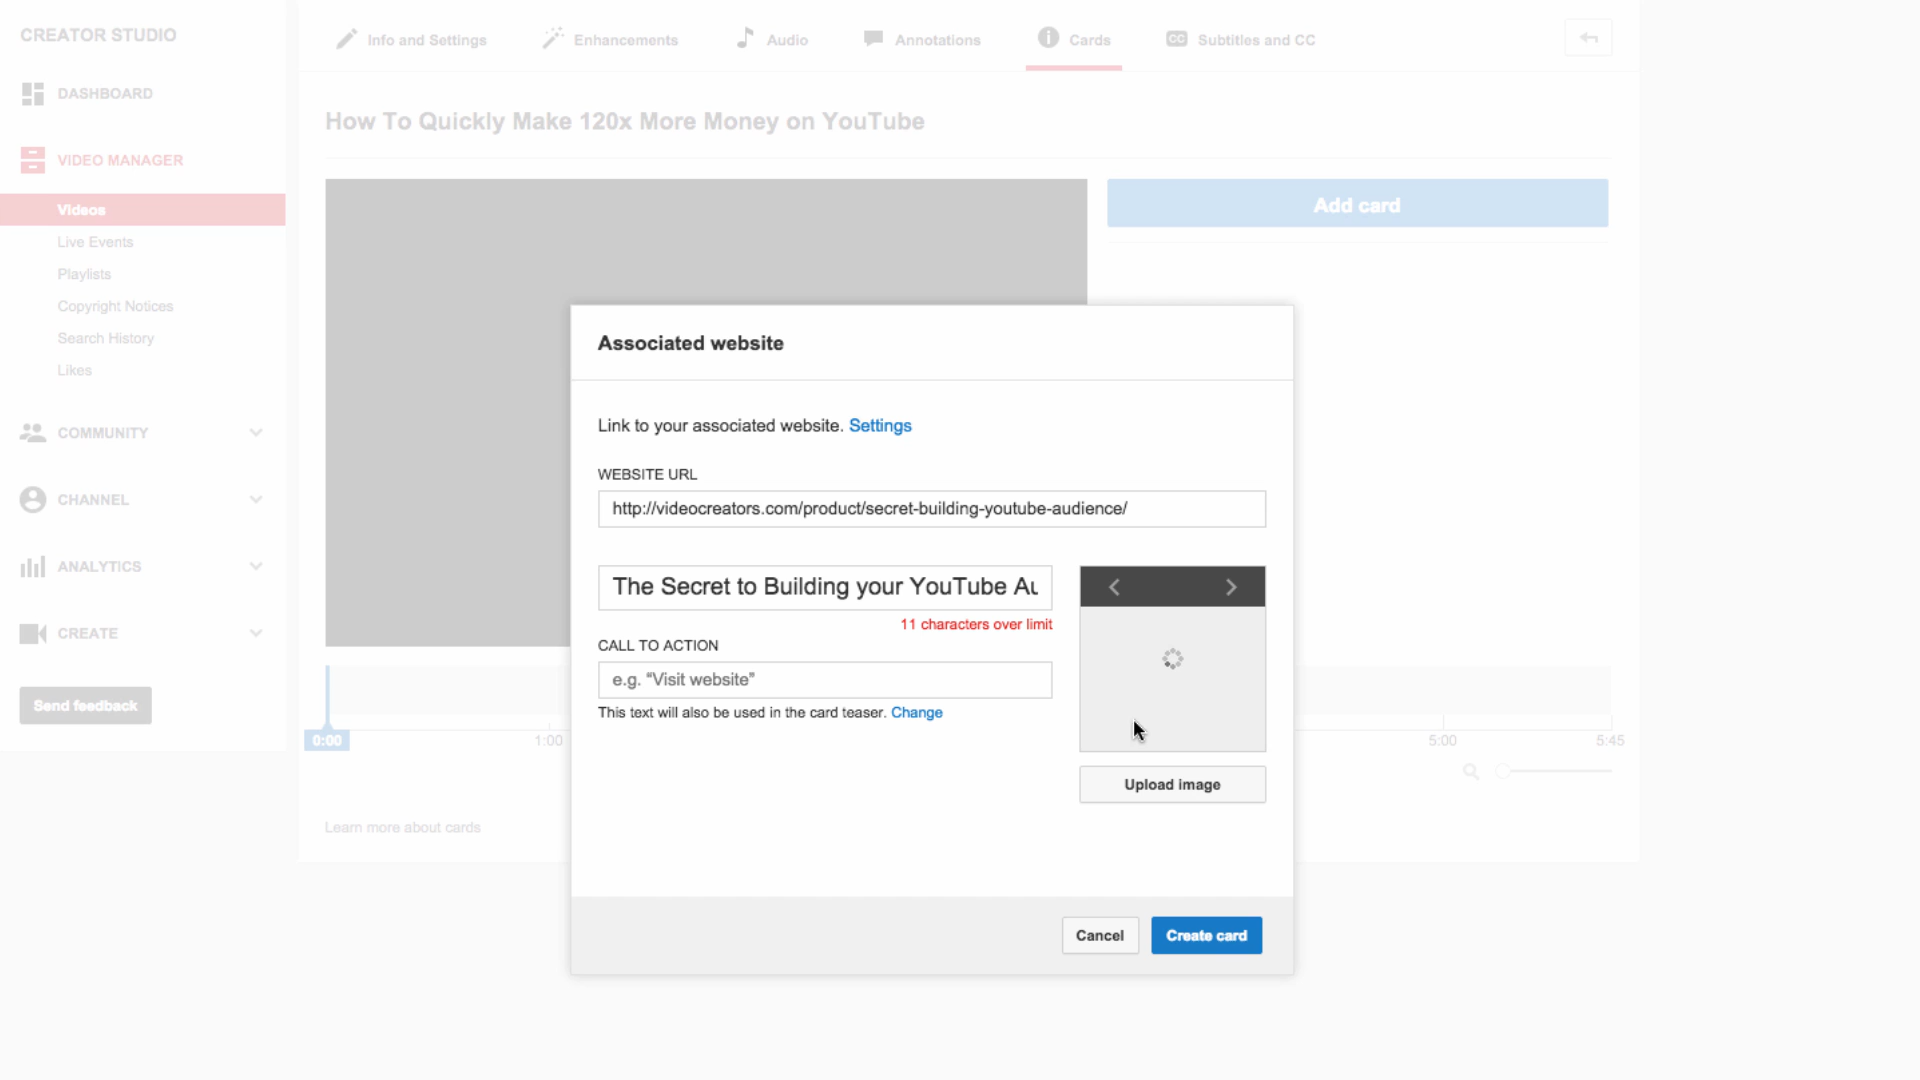 CREATOR STUDIO
DASHBOARD
VIDEO MANAGER
Videos
Live Events
Playlists
Copyright Notices
Search History
Likes
COMMUNITY
CHANNEL
ANALYTICS
CREATE
Send feedback
Info and Settings
Enhancements
Audio
Annotations
Cards
CC Subtitles and CC
How To Quickly Make 120x More Money on YouTube
Add card
Associated website
Link to your associated website. Settings
WEBSITE URL
http://videocreators.com/product/secret-building-youtube-audience/
The Secret to Building your YouTube Au
11 characters over limit
CALL TO ACTION
e.g. “Visit website”
This text will also be used in the card teaser. Change
Upload image
Cancel
Create card
0:00
1:00
5:00
5:45
Learn more about cards